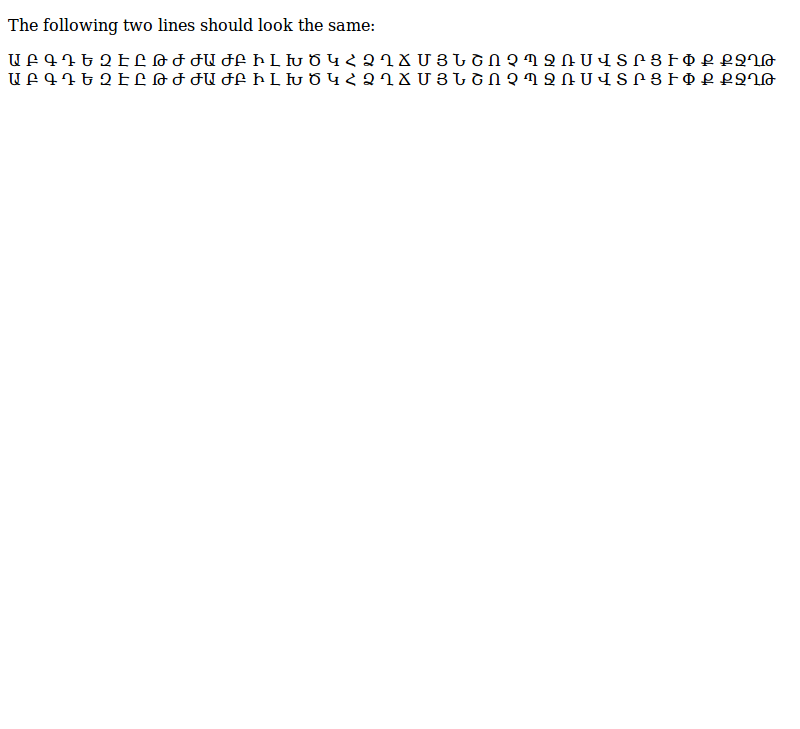 The following two lines should look the same:
Ա Բ Գ Դ Ե Զ Է Ը Թ Ժ ԺԱ ԺԲ Ի Լ Խ Ծ Կ Հ Ձ Ղ Ճ Մ Յ Ն Շ Ո Չ Պ Ջ Ռ Ս Վ Տ Ր Ց Ւ Փ Ք ՔՋՂԹ
Ա Բ Գ Դ Ե Զ Է Ը Թ Ժ ԺԱ ԺԲ Ի Լ Խ Ծ Կ Հ Ձ Ղ Ճ Մ Յ Ն Շ Ո Չ Պ Ջ Ռ Ս Վ Տ Ր Ց Ւ Փ Ք ՔՋՂԹ